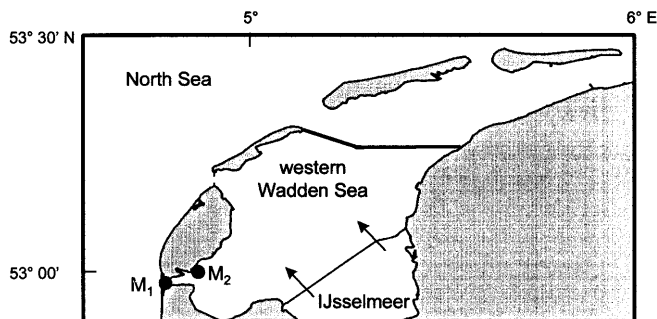 5° 6° E
53° 30' N
North Sea
western
Wadden Sea
53° 00'
M1 M2
IJsselmeer